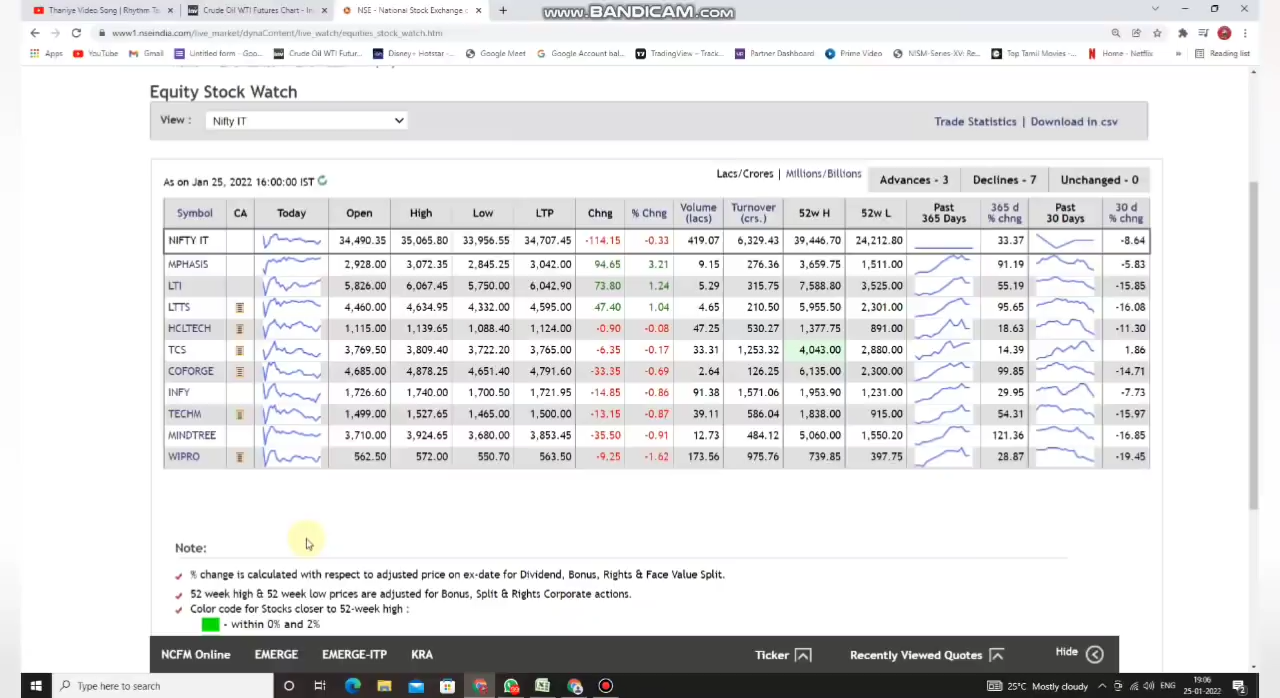 Thaniye Video Song | Rhythm To
Crude Oil WTI Futures Chart - In
NSE - National Stock Exchange o
www.BANDICAM.com
www1.nseindia.com/live_market/dynaContent/live_watch/equities_stock_watch.htm
Apps YouTube Gmail Untitled form - Goo... Crude Oil WTI Futur... Disney+ Hotstar -... Google Meet Google Account bal... TradingView – Track... Partner Dashboard Prime Video NISM-Series-XV: Re... Top Tamil Movies -... Home - Netflix » Reading list
Equity Stock Watch
View : Nifty IT
Trade Statistics | Download in csv
As on Jan 25, 2022 16:00:00 IST
Lacs/Crores | Millions/Billions Advances - 3 Declines - 7 Unchanged - 0
Symbol CA Today Open High Low LTP Chng % Chng Volume (lacs) Turnover (crs.) 52w H 52w L Past 365 Days 365 d % chng Past 30 Days 30 d % chng
NIFTY IT 34,490.35 35,065.80 33,956.55 34,707.45 -114.15 -0.33 419.07 6,329.43 39,446.70 24,212.80 33.37 -8.64
MPHASIS 2,928.00 3,072.35 2,845.25 3,042.00 94.65 3.21 9.15 276.36 3,659.75 1,511.00 91.19 -5.83
LTI 5,826.00 6,067.45 5,750.00 6,042.90 73.80 1.24 5.29 315.75 7,588.80 3,525.00 55.19 -15.85
LTTS 4,460.00 4,634.95 4,332.00 4,595.00 47.40 1.04 4.65 210.50 5,955.50 2,301.00 95.65 -16.08
HCLTECH 1,115.00 1,139.65 1,088.40 1,124.00 -0.90 -0.08 47.25 530.27 1,377.75 891.00 18.63 -11.30
TCS 3,769.50 3,809.40 3,722.20 3,765.00 -6.35 -0.17 33.31 1,253.32 4,043.00 2,880.00 14.39 1.86
COFORGE 4,685.00 4,878.25 4,651.40 4,791.60 -33.35 -0.69 2.64 126.25 6,135.00 2,300.00 99.85 -14.71
INFY 1,726.60 1,740.00 1,700.50 1,721.95 -14.85 -0.86 91.38 1,571.06 1,953.90 1,231.00 29.95 -7.73
TECHM 1,499.00 1,527.65 1,465.00 1,500.00 -13.15 -0.87 39.11 586.04 1,838.00 915.00 54.31 -15.97
MINDTREE 3,710.00 3,924.65 3,680.00 3,853.45 -35.50 -0.91 12.73 484.12 5,060.00 1,550.20 121.36 -16.85
WIPRO 562.50 572.00 550.70 563.50 -9.25 -1.62 173.56 975.76 739.85 397.75 28.87 -19.45
Note:
% change is calculated with respect to adjusted price on ex-date for Dividend, Bonus, Rights & Face Value Split.
52 week high & 52 week low prices are adjusted for Bonus, Split & Rights Corporate actions.
Color code for Stocks closer to 52-week high :
- within 0% and 2%
NCFM Online EMERGE EMERGE-ITP KRA Ticker Recently Viewed Quotes Hide
Type here to search
25°C Mostly cloudy
ENG
19:06
25-01-2022